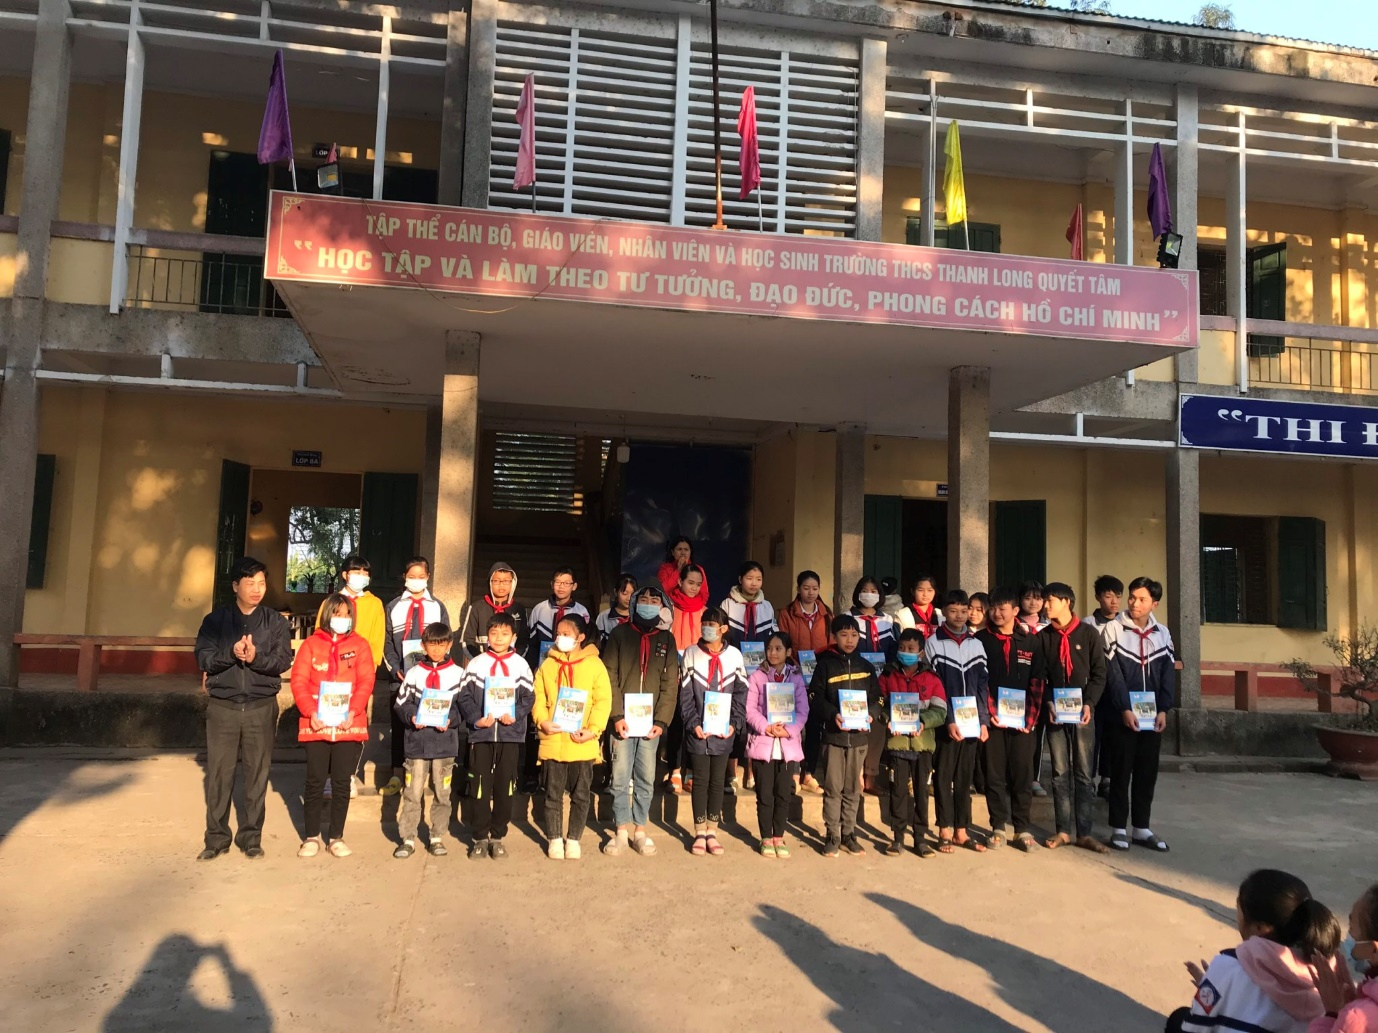 TẬP THỂ CÁN BỘ, GIÁO VIÊN, NHÂN VIÊN VÀ HỌC SINH TRƯỜNG THCS THANH LONG QUYẾT TÂM
“HỌC TẬP VÀ LÀM THEO TƯ TƯỞNG, ĐẠO ĐỨC, PHONG CÁCH HỒ CHÍ MINH”
“THI Đ
LỚP 8A